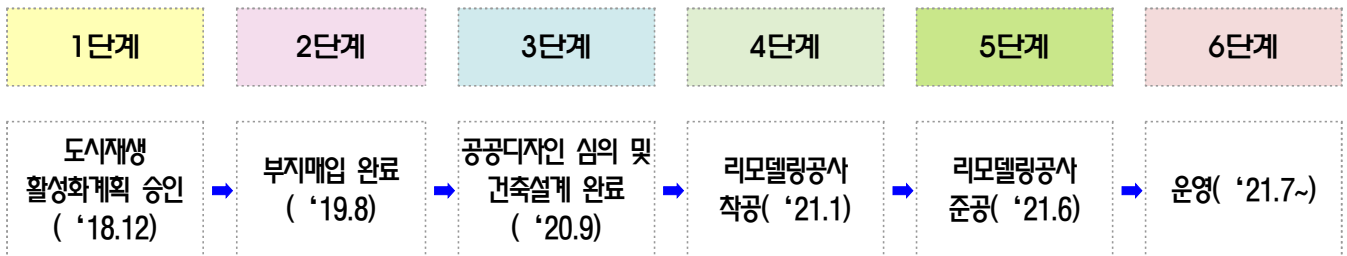 1단계
2단계
3단계
4단계
5단계
6단계
도시재생
활성화계획 승인
( ‘18.12)
부지매입 완료
( ‘19.8)
공공디자인 심의 및
건축설계 완료
( ‘20.9)
리모델링공사
착공( ‘21.1)
리모델링공사
준공( ‘21.6)
운영( ‘21.7~)